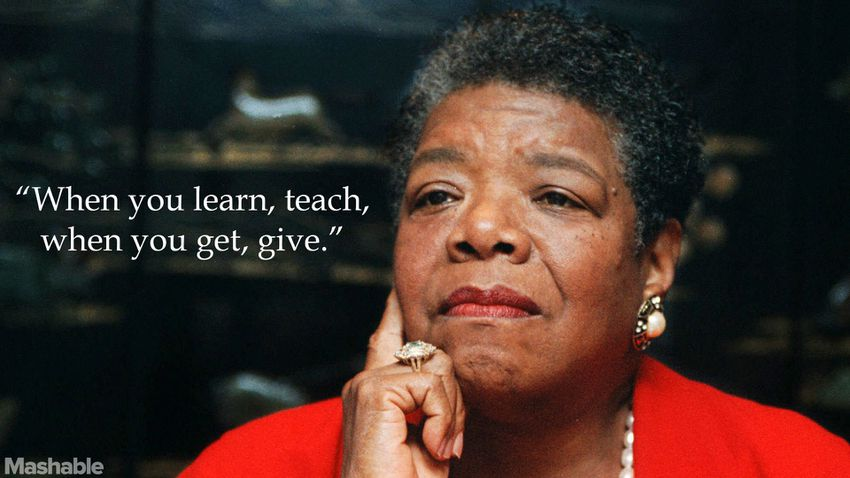 “When you learn, teach,
when you get, give.”
Mashable